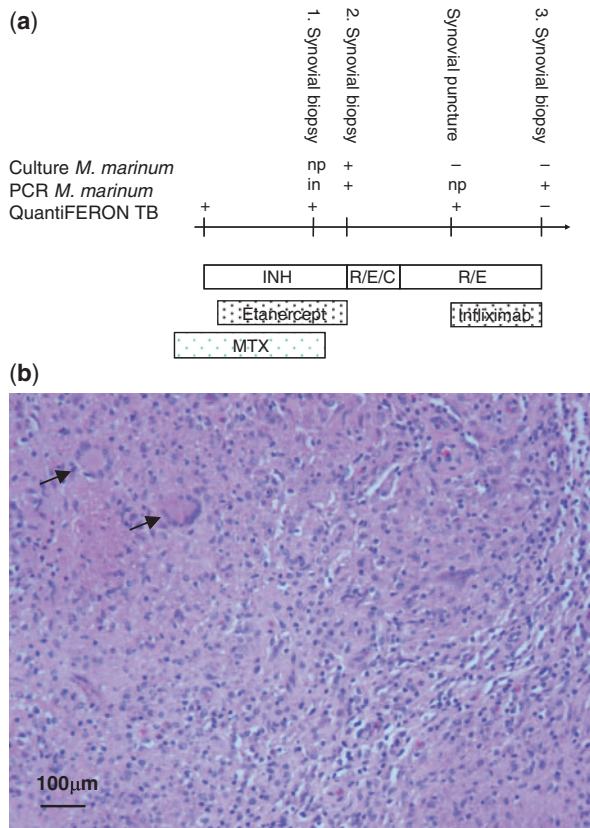 (a)
1. Synovial biopsy
2. Synovial biopsy
Synovial puncture
3. Synovial biopsy
Culture M. marinum np + – –
PCR M. marinum in + np +
QuantiFERON TB + + + –
INH R/E/C R/E
Etanercept Infliximab
MTX
(b)
100μm